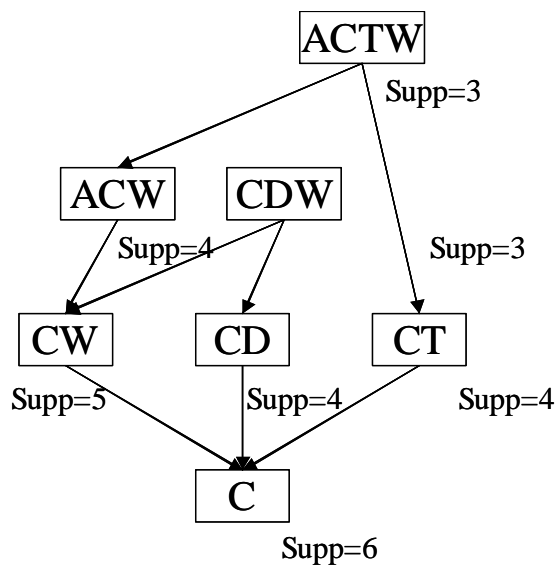 ACTW
Supp=3
ACW
CDW
Supp=4
Supp=3
CW
CD
CT
Supp=5
Supp=4
Supp=4
C
Supp=6